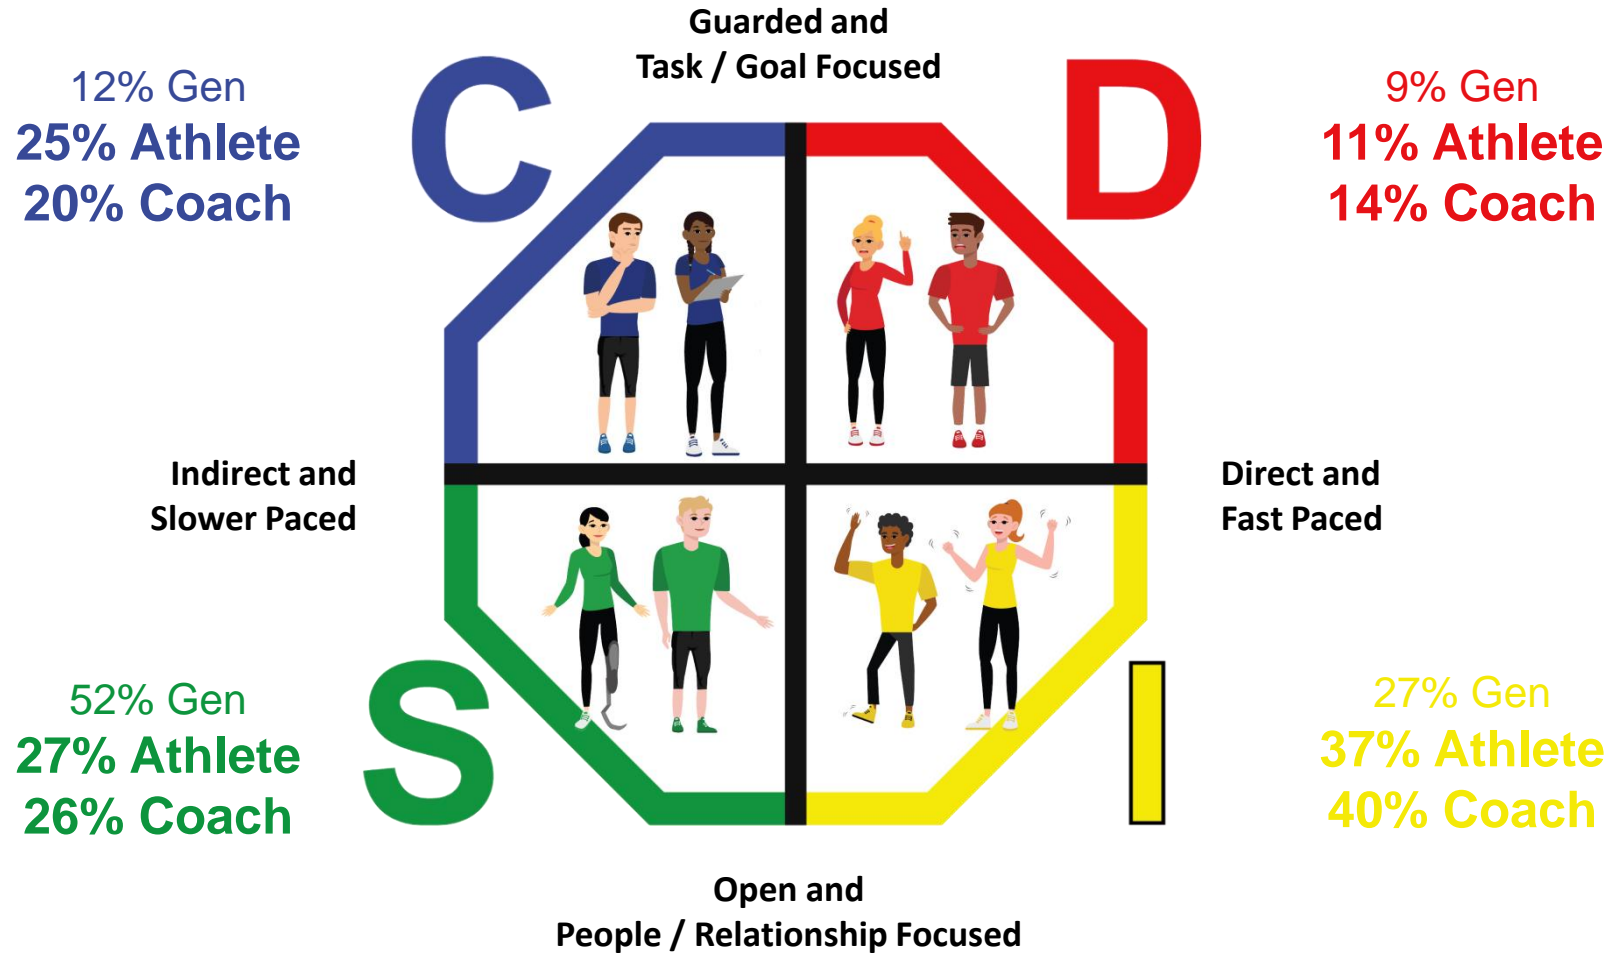 Guarded and
Task / Goal Focused
12% Gen
25% Athlete
20% Coach
C
D
9% Gen
11% Athlete
14% Coach
Indirect and
Slower Paced
Direct and
Fast Paced
52% Gen
27% Athlete
26% Coach
S
I
27% Gen
37% Athlete
40% Coach
Open and
People / Relationship Focused